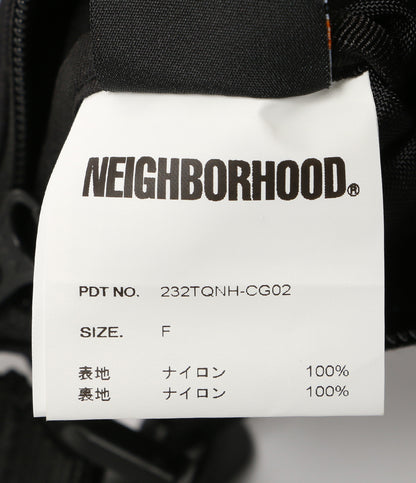 NEIGHBORHOOD®
PDT NO. 232TQNH-CG02
SIZE. F
表地 ナイロン 100%
裏地 ナイロン 100%